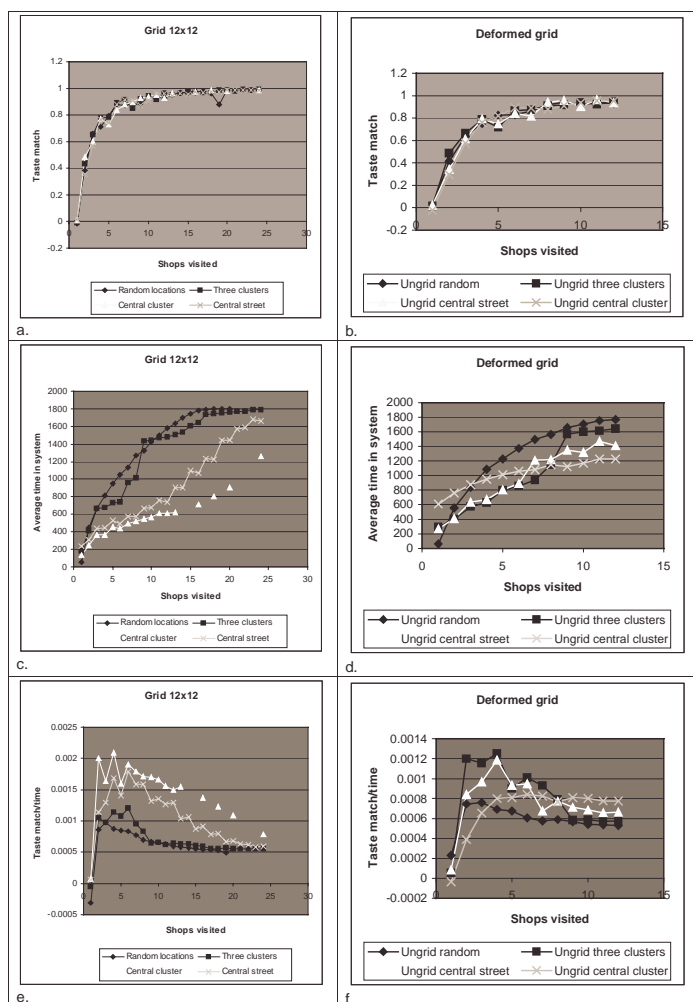 Grid 12x12
1.2
1
0.8
0.6
0.4
0.2
0
-0.2
Taste match
0 5 10 15 20 25 30
Shops visited
Random locations Three clusters
Central cluster Central street
a.
Deformed grid
1.2
1
0.8
0.6
0.4
0.2
0
-0.2
Taste match
0 5 10 15
Shops visited
Ungrid random Ungrid three clusters
Ungrid central street Ungrid central cluster
b.
Grid 12x12
2000
1800
1600
1400
1200
1000
800
600
400
200
0
Average time in system
0 5 10 15 20 25 30
Shops visited
Random locations Three clusters
Central cluster Central street
c.
Deformed grid
2000
1800
1600
1400
1200
1000
800
600
400
200
0
Average time in system
0 5 10 15
Shops visited
Ungrid random Ungrid three clusters
Ungrid central street Ungrid central cluster
d.
Grid 12x12
0.0025
0.002
0.0015
0.001
0.0005
0
-0.0005
Taste match/time
0 5 10 15 20 25 30
Shops visited
Random locations Three clusters
Central cluster Central street
e.
Deformed grid
0.0014
0.0012
0.001
0.0008
0.0006
0.0004
0.0002
0
-0.0002
Taste match/time
0 5 10 15
Shops visited
Ungrid random Ungrid three clusters
Ungrid central street Ungrid central cluster
f